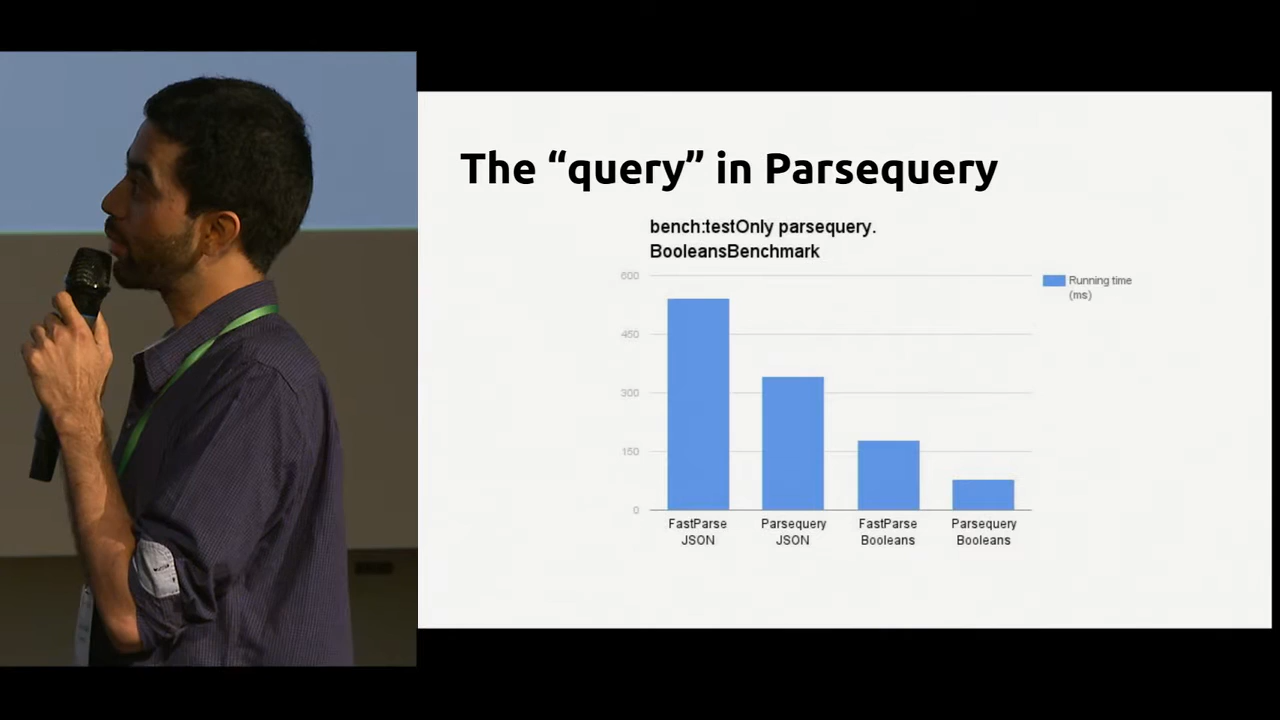 The “query” in Parsequery
bench:testOnly parsequery.
BooleansBenchmark
600
450
300
150
0
Running time
(ms)
FastParse
JSON
Parsequery
JSON
FastParse
Booleans
Parsequery
Booleans